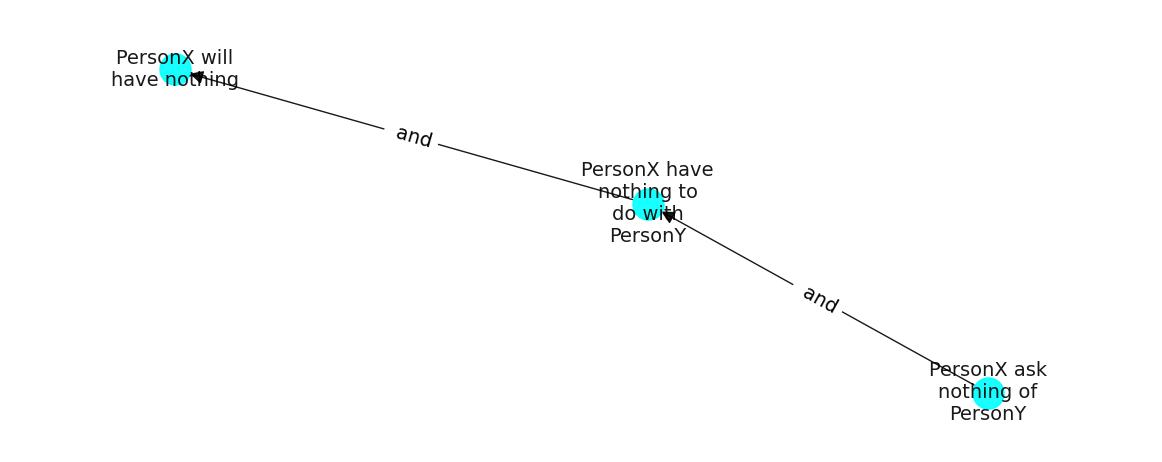 PersonX will
have nothing
and
PersonX have
nothing to
do with
PersonY
and
PersonX ask
nothing of
PersonY